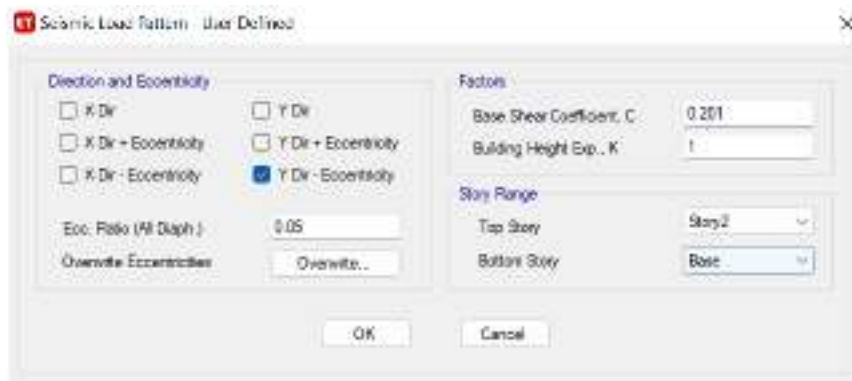 ET Seismic Load Pattern - User Defined
Direction and Eccentricity
X Dir
Y Dir
X Dir + Eccentricity
Y Dir + Eccentricity
X Dir - Eccentricity
Y Dir - Eccentricity
Ecc. Ratio (All Diaph.)
0.05
Overwrite Eccentricities
Overwrite...
Factors
Base Shear Coefficient, C
0.201
Building Height Exp., K
1
Story Range
Top Story
Story2
Bottom Story
Base
OK
Cancel